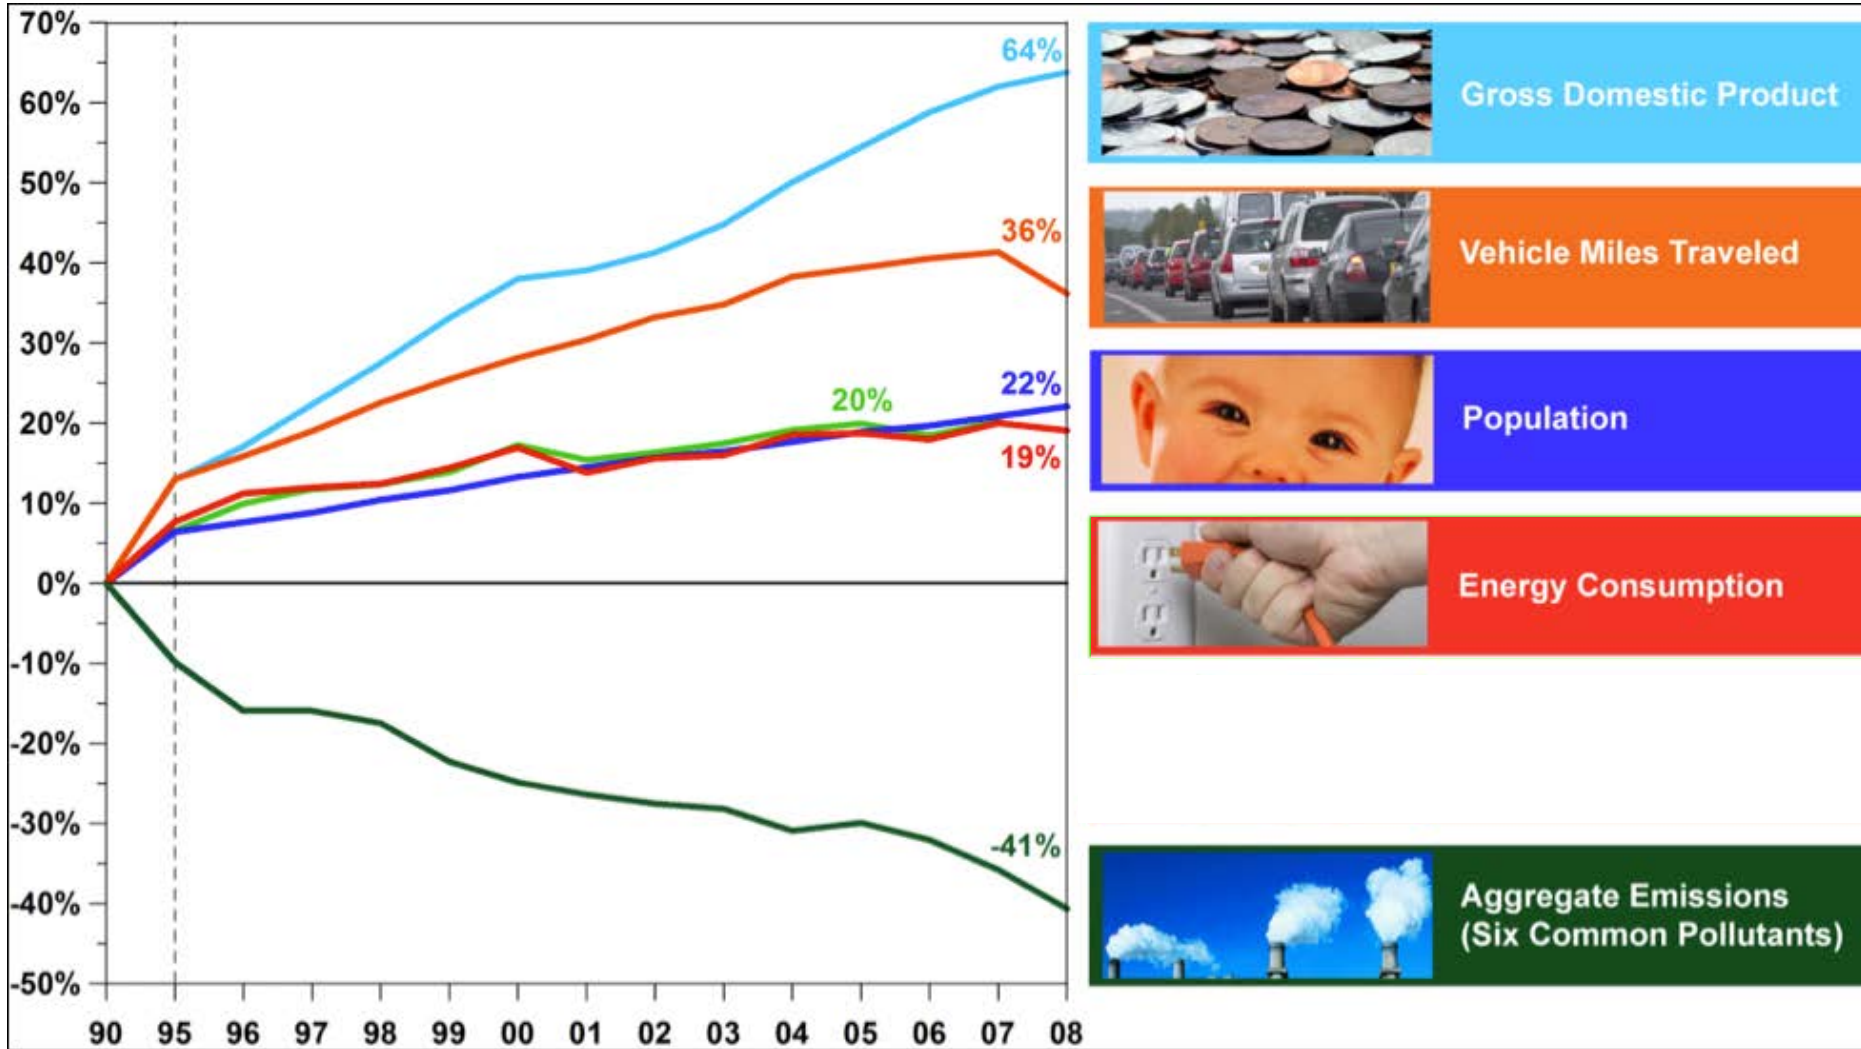 70%
60%
50%
40%
30%
20%
10%
0%
-10%
-20%
-30%
-40%
-50%
90 95 96 97 98 99 00 01 02 03 04 05 06 07 08
64%
36%
22%
20%
19%
-41%
Gross Domestic Product
Vehicle Miles Traveled
Population
Energy Consumption
Aggregate Emissions
(Six Common Pollutants)